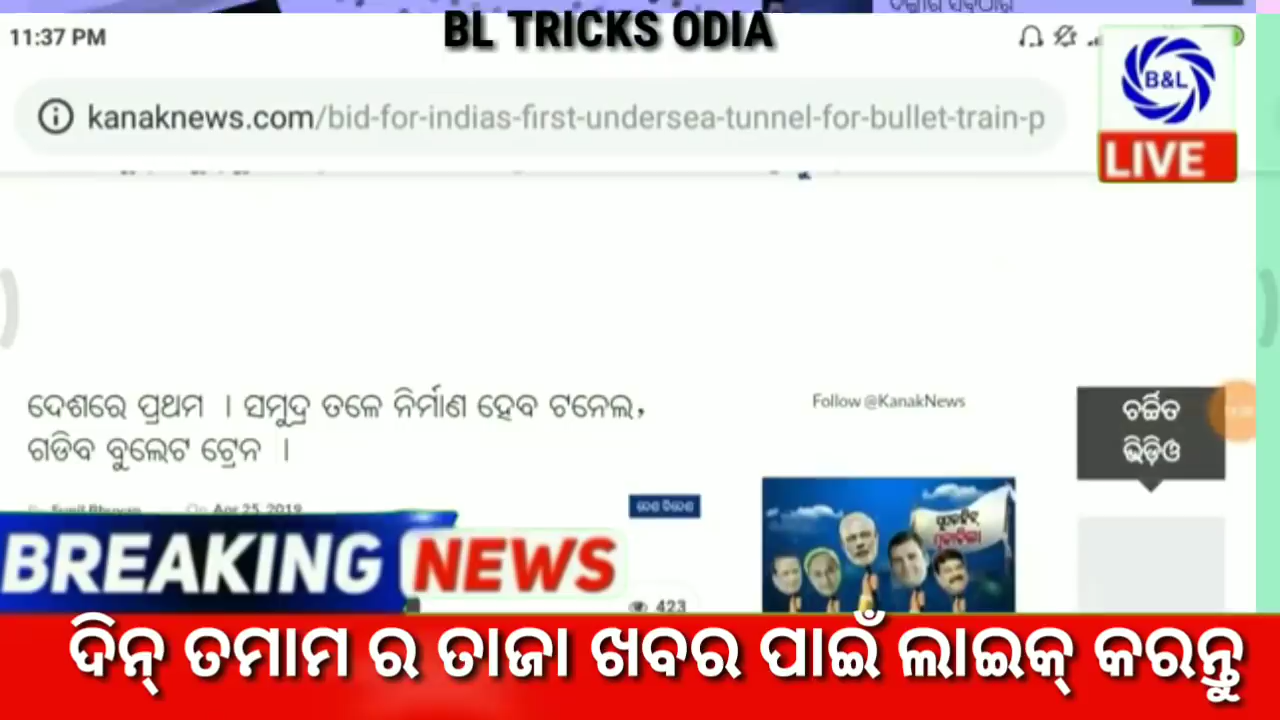 BL TRICKS ODIA
11:37 PM
B&L
LIVE
kanaknews.com/bid-for-indias-first-undersea-tunnel-for-bullet-train-p
ଦେଶରେ ପ୍ରଥମ । ସମୁଦ୍ର ତଳେ ନିର୍ମାଣ ହେବ ଟନେଲ,
ଗଡିବ ବୁଲେଟ ଟ୍ରେନ ।
Follow @KanakNews
ଚର୍ଚ୍ଚିତ
ଭିଡ଼ିଓ
On Apr 25, 2019
ଦେଶ ବିଦେଶ
BREAKING NEWS
423
ଦିନ୍ ତମାମ ର ତାଜା ଖବର ପାଇଁ ଲାଇକ୍ କରନ୍ତୁ